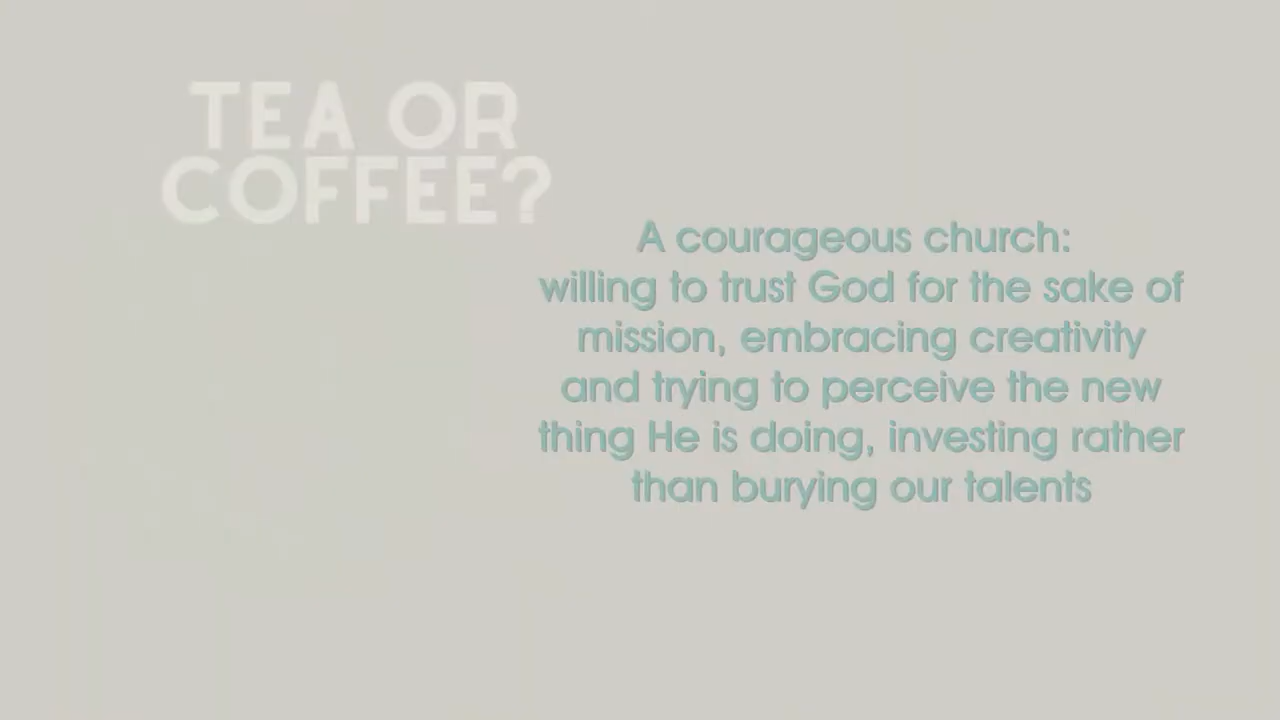 TEA OR
COFFEE?
A courageous church:
willing to trust God for the sake of
mission, embracing creativity
and trying to perceive the new
thing He is doing, investing rather
than burying our talents